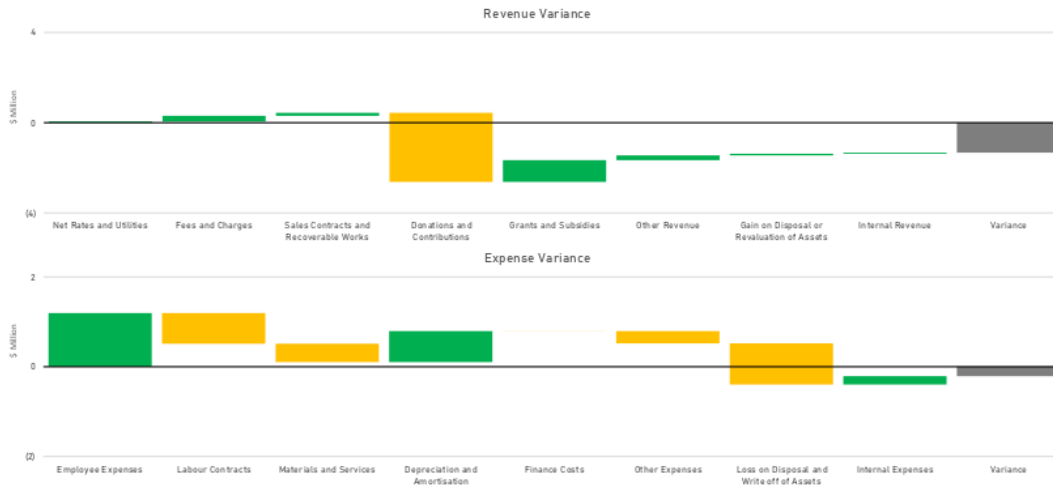 Revenue Variance
4
$ Million
0
(4)
Net Rates and Utilities
Fees and Charges
Sales Contracts and
Recoverable Works
Donations and
Contributions
Grants and Subsidies
Other Revenue
Gain on Disposal or
Revaluation of Assets
Internal Revenue
Variance
Expense Variance
2
$ Million
0
(2)
Employee Expenses
Labour Contracts
Materials and Services
Depreciation and
Amortisation
Finance Costs
Other Expenses
Loss on Disposal and
Write off of Assets
Internal Expenses
Variance